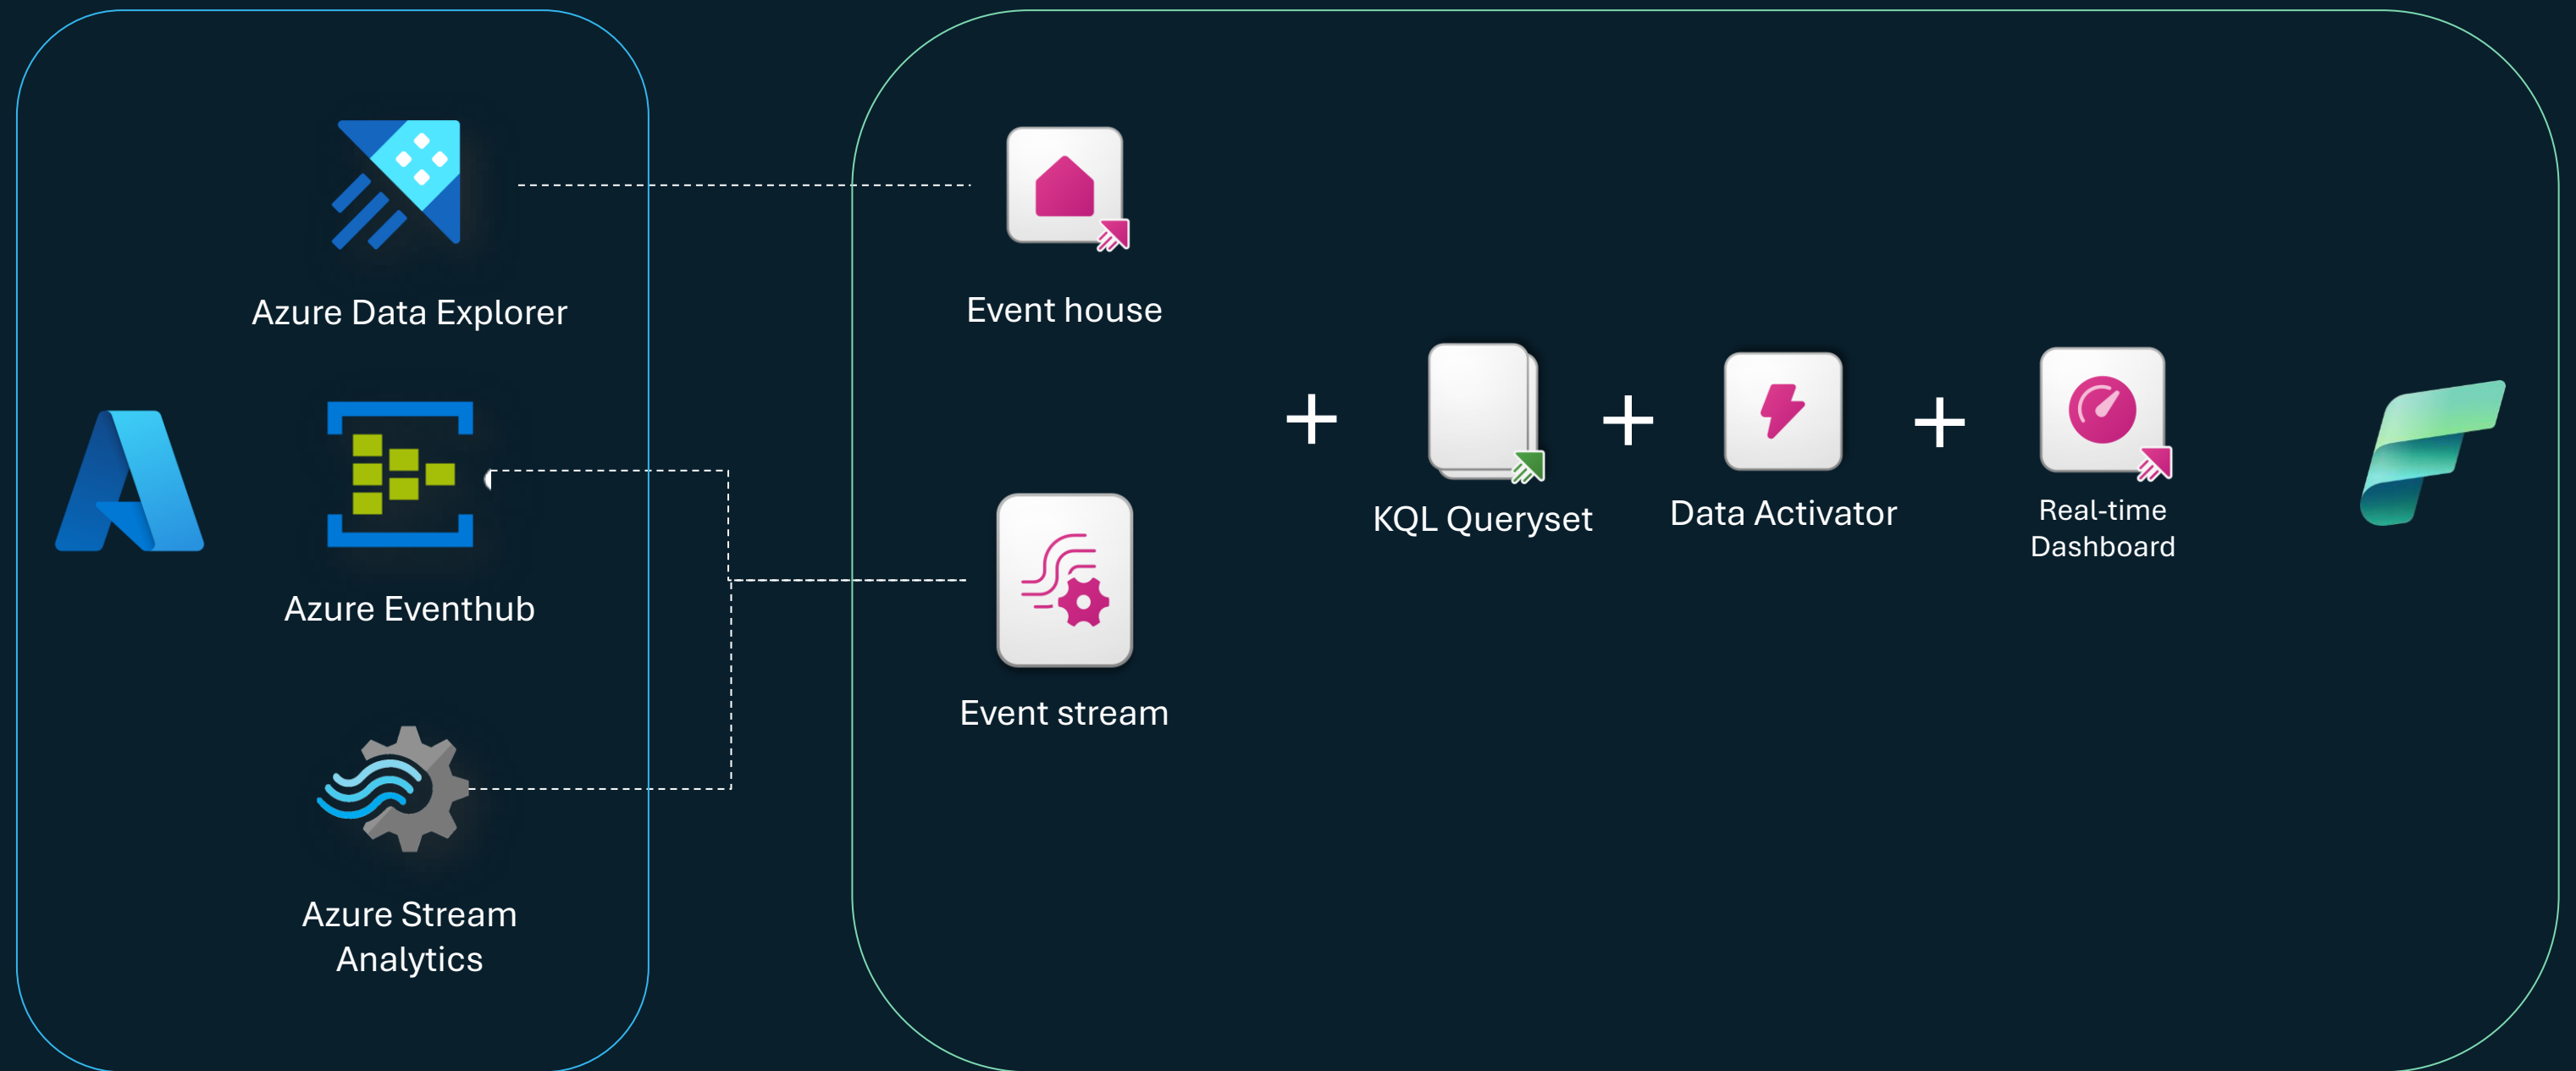 Azure Data Explorer
Azure Eventhub
Azure Stream
Analytics
Event house
Event stream
+
KQL Queryset
+
Data Activator
+
Real-time
Dashboard